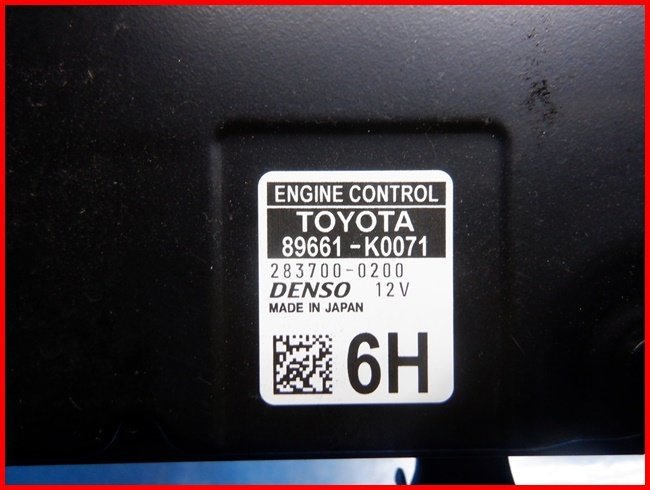 ENGINE CONTROL
TOYOTA
89661-K0071
283700-0200
DENSO 12V
MADE IN JAPAN
6H